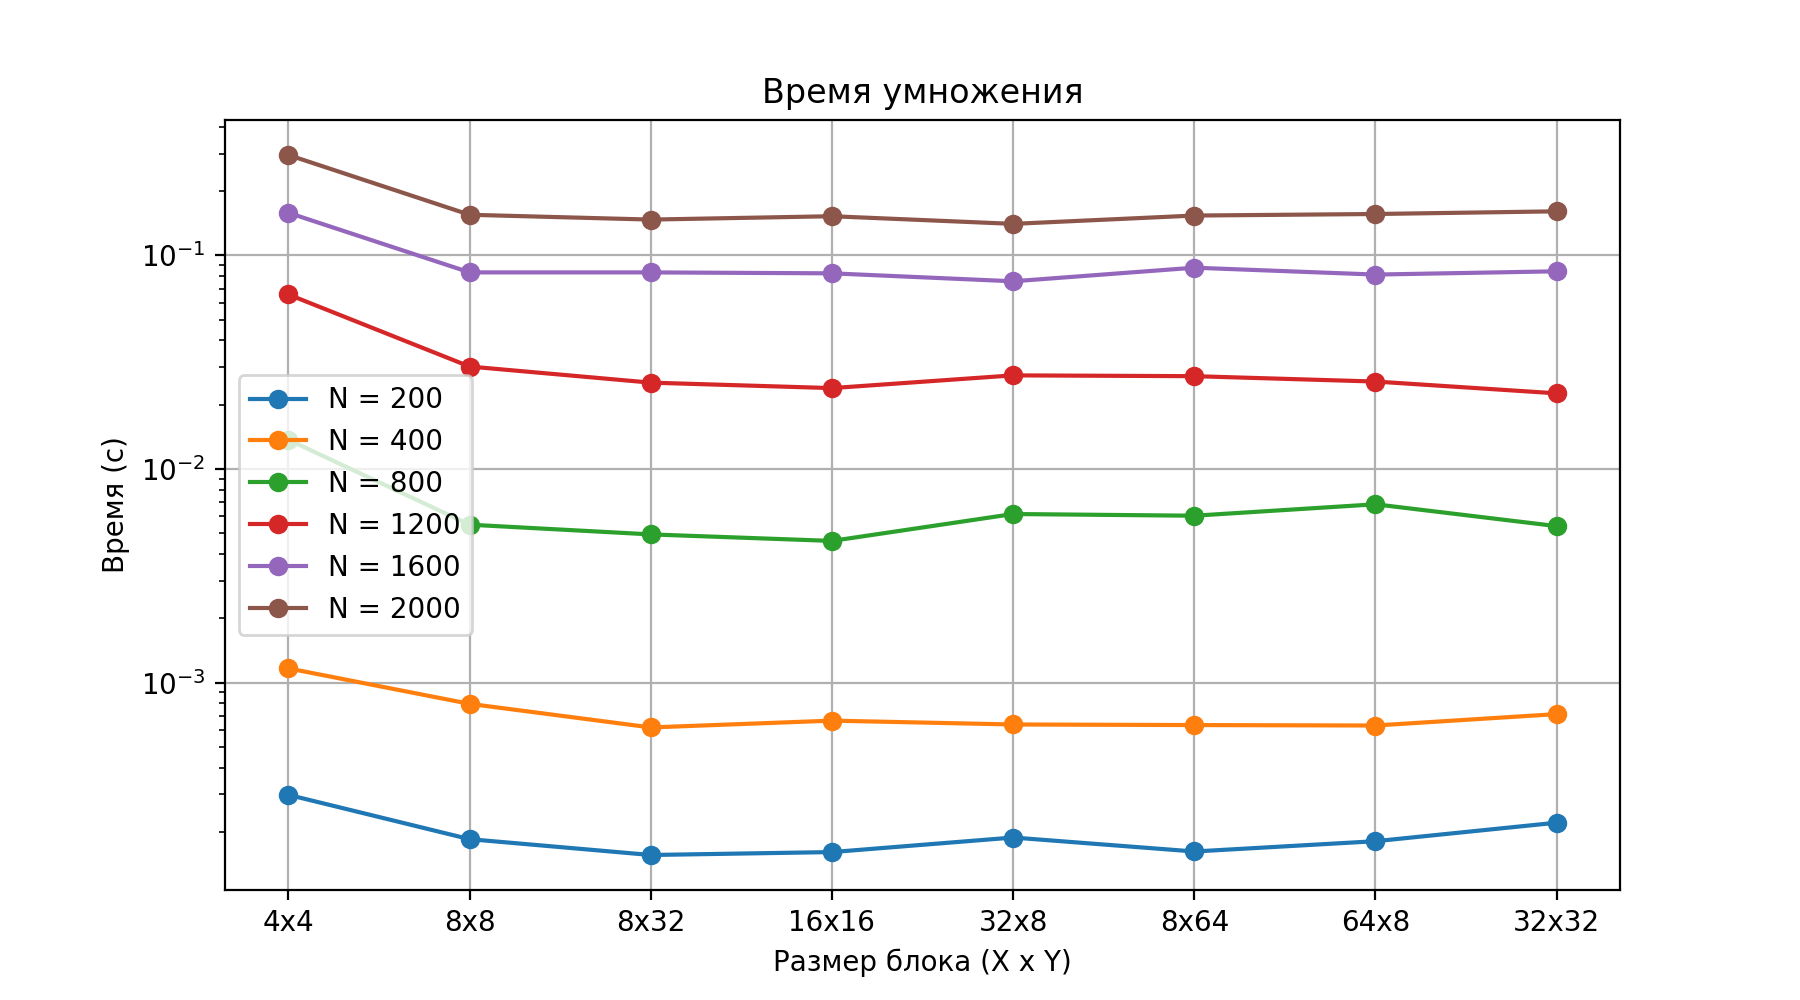 Время умножения
Время (с)
10⁻¹
10⁻²
10⁻³
N = 200
N = 400
N = 800
N = 1200
N = 1600
N = 2000
4x4 8x8 8x32 16x16 32x8 8x64 64x8 32x32
Размер блока (X x Y)